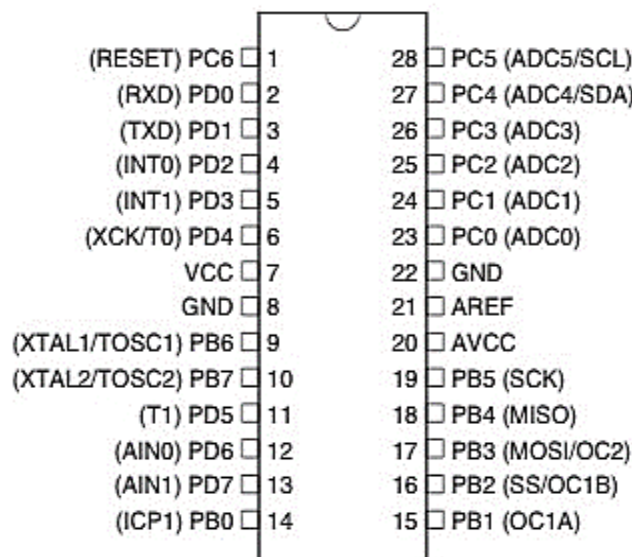 (RESET) PC6 1 28 PC5 (ADC5/SCL)
(RXD) PD0 2 27 PC4 (ADC4/SDA)
(TXD) PD1 3 26 PC3 (ADC3)
(INT0) PD2 4 25 PC2 (ADC2)
(INT1) PD3 5 24 PC1 (ADC1)
(XCK/T0) PD4 6 23 PC0 (ADC0)
VCC 7 22 GND
GND 8 21 AREF
(XTAL1/TOSC1) PB6 9 20 AVCC
(XTAL2/TOSC2) PB7 10 19 PB5 (SCK)
(T1) PD5 11 18 PB4 (MISO)
(AIN0) PD6 12 17 PB3 (MOSI/OC2)
(AIN1) PD7 13 16 PB2 (SS/OC1B)
(ICP1) PB0 14 15 PB1 (OC1A)